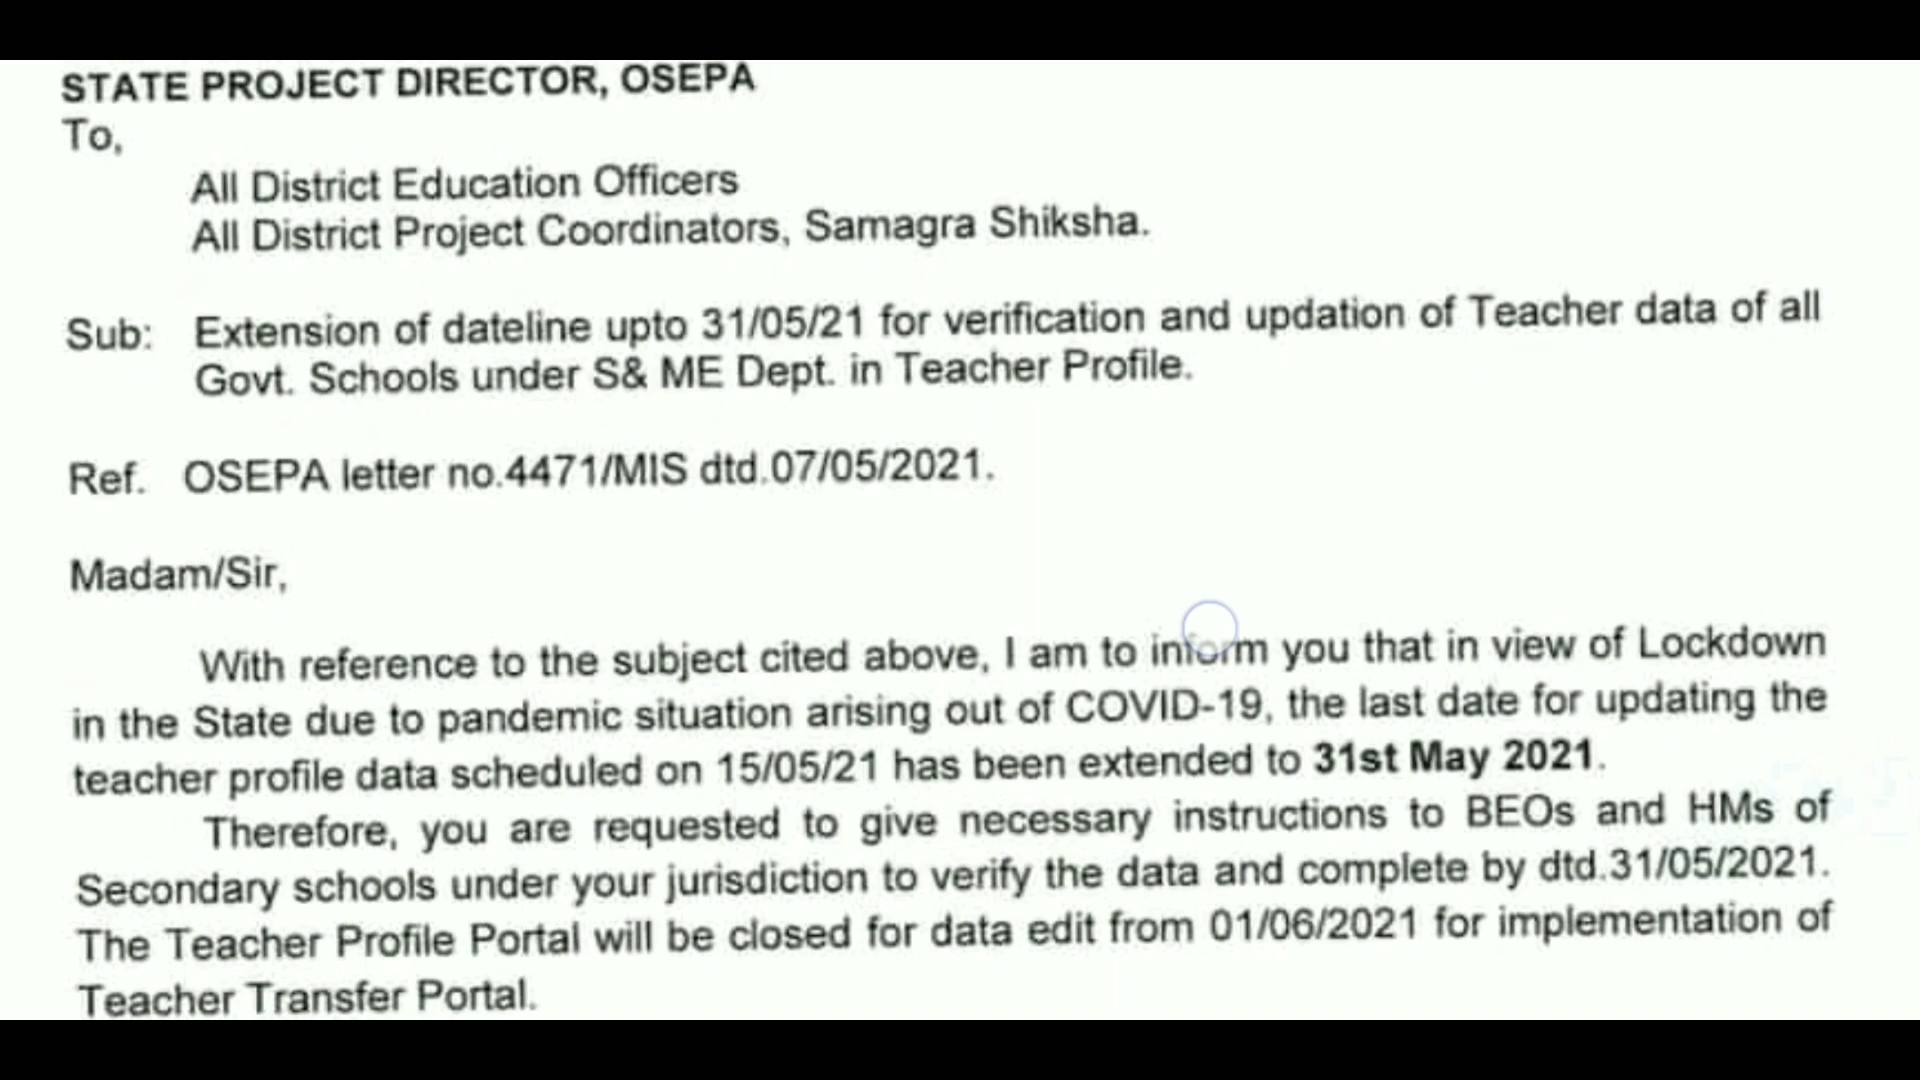 STATE PROJECT DIRECTOR, OSEPA
To,
All District Education Officers
All District Project Coordinators, Samagra Shiksha.
Sub: Extension of dateline upto 31/05/21 for verification and updation of Teacher data of all
Govt. Schools under S& ME Dept. in Teacher Profile.
Ref. OSEPA letter no.4471/MIS dtd.07/05/2021.
Madam/Sir,
With reference to the subject cited above, I am to inform you that in view of Lockdown
in the State due to pandemic situation arising out of COVID-19, the last date for updating the
teacher profile data scheduled on 15/05/21 has been extended to 31st May 2021.
Therefore, you are requested to give necessary instructions to BEOs and HMs of
Secondary schools under your jurisdiction to verify the data and complete by dtd.31/05/2021.
The Teacher Profile Portal will be closed for data edit from 01/06/2021 for implementation of
Teacher Transfer Portal.